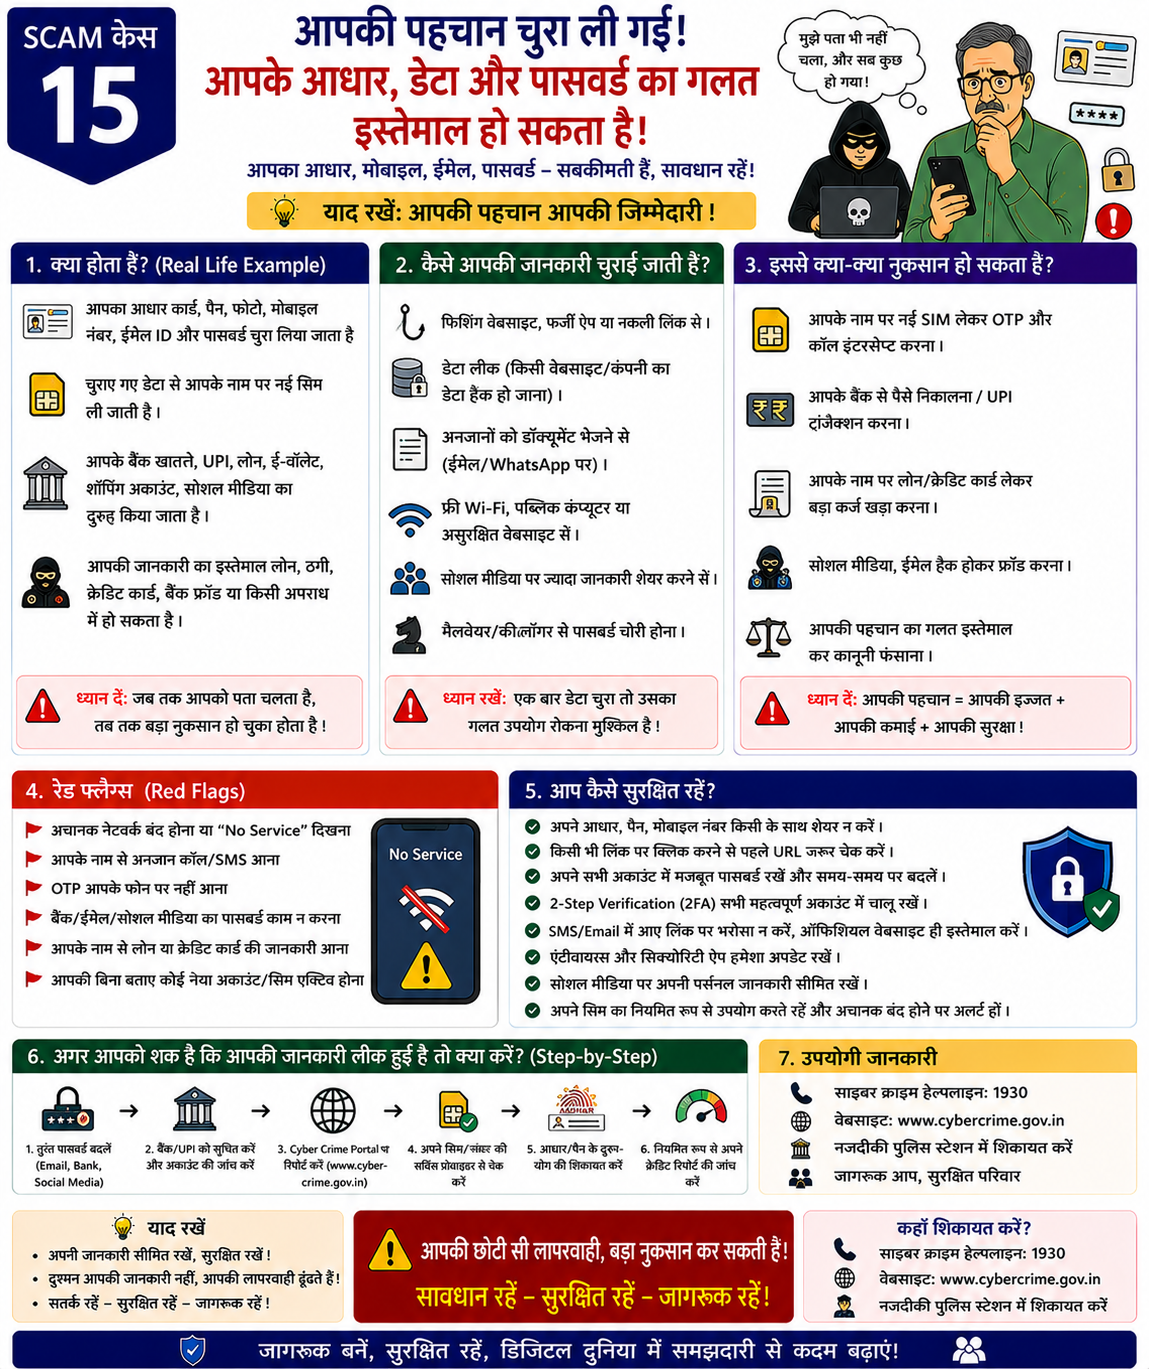 SCAM केस
15
आपकी पहचान चुरा ली गई!
आपके आधार, डेटा और पासवर्ड का गलत
इस्तेमाल हो सकता है!
आपका आधार, मोबाइल, ईमेल, पासवर्ड – सबकीमती हैं, सावधान रहें!
याद रखें: आपकी पहचान आपकी जिम्मेदारी !
मुझे पता भी नहीं
चला, और सब कुछ
हो गया !
****
1. क्या होता हैं? (Real Life Example)
आपका आधार कार्ड, पैन, फोटो, मोबाइल
नंबर, ईमेल ID और पासबर्ड चुरा लिया जाता है
चुराए गए डेटा से आपके नाम पर नई सिम
ली जाती है ।
आपके बैंक खातत्ते, UPI, लोन, ई-वॉलेट,
शॉपिंग अकाउंट, सोशल मीडिया का
दुरुह किया जाता है ।
आपकी जानकारी का इस्तेमाल लोन, ठगी,
क्रेडिट कार्ड, बैंक फ्रॉड या किसी अपराध
में हो सकता है ।
ध्यान दें: जब तक आपको पता चलता है,
तब तक बड़ा नुकसान हो चुका होता है !
2. कैसे आपकी जानकारी चुराई जाती हैं?
फिशिंग वेबसाइट, फर्जी ऐप या नकली लिंक से ।
डेटा लीक (किसी वेबसाइट/कंपनी का
डेटा हैंक हो जाना) ।
अनजानों को डॉक्यूमेंट भेजने से
(ईमेल/WhatsApp पर) ।
फ्री Wi-Fi, पब्लिक कंप्यूटर या
असुरक्षित वेबसाइट सें ।
सोशल मीडिया पर ज्यादा जानकारी शेयर करने सें ।
मैलवेयर/कीलॉगर से पासबर्ड चोरी होना ।
ध्यान रखें: एक बार डेटा चुरा तो उसका
गलत उपयोग रोकना मुश्किल है !
3. इससे क्या-क्या नुकसान हो सकता हैं?
आपके नाम पर नई SIM लेकर OTP और
कॉल इंटरसेप्ट करना ।
आपके बैंक से पैसे निकालना / UPI
ट्रांजैक्शन करना ।
आपके नाम पर लोन/क्रेडिट कार्ड लेकर
बड़ा कर्ज खड़ा करना ।
सोशल मीडिया, ईमेल हैक होकर फ्रॉड करना ।
आपकी पहचान का गलत इस्तेमाल
कर कानूनी फंसाना ।
ध्यान दें: आपकी पहचान = आपकी इज्जत +
आपकी कमाई + आपकी सुरक्षा !
4. रेड फ्लैग्स (Red Flags)
अचानक नेटवर्क बंद होना या “No Service” दिखना
आपके नाम से अनजान कॉल/SMS आना
OTP आपके फोन पर नहीं आना
बैंक/ईमेल/सोशल मीडिया का पासबर्ड काम न करना
आपके नाम से लोन या क्रेडिट कार्ड की जानकारी आना
आपकी बिना बताए कोई नेया अकाउंट/सिम एक्टिव होना
No Service
5. आप कैसे सुरक्षित रहें?
अपने आधार, पैन, मोबाइल नंबर किसी के साथ शेयर न करें ।
किसी भी लिंक पर क्लिक करने से पहले URL जरूर चेक करें ।
अपने सभी अकाउंट में मजबूत पासबर्ड रखें और समय-समय पर बदलें ।
2-Step Verification (2FA) सभी महत्वपूर्ण अकाउंट में चालू रखें ।
SMS/Email में आए लिंक पर भरोसा न करें, ऑफिशियल वेबसाइट ही इस्तेमाल करें ।
एंटीवायरस और सिक्योरिटी ऐप हमेशा अपडेट रखें ।
सोशल मीडिया पर अपनी पर्सनल जानकारी सीमित रखें ।
अपने सिम का नियमित रूप से उपयोग करते रहें और अचानक बंद होने पर अलर्ट हों ।
6. अगर आपको शक है कि आपकी जानकारी लीक हुई है तो क्या करें? (Step-by-Step)
1. तुरंत पासवर्ड बदलें
(Email, Bank,
Social Media)
2. बैंक/UPI को सुचित करें
और अकाउंट की जांच करें
3. Cyber Crime Portal पर
रिपोर्ट करें (www.cyber-
crime.gov.in)
4. अपने सिम/नंबर की
सर्विस प्रोवाइडर से चेक
करें
AADHAR
5. आधार/पैन के दुरुप-
योग की शिकायत करें
6. नियमित रूप से अपने
क्रेडिट रिपोर्ट की जांच
करें
7. उपयोगी जानकारी
साइबर क्राइम हेल्पलाइन: 1930
वेबसाइट: www.cybercrime.gov.in
नजदीकी पुलिस स्टेशन में शिकायत करें
जागरूक आप, सुरक्षित परिवार
याद रखें
• अपनी जानकारी सीमित रखें, सुरक्षित रखें !
• दुश्मन आपकी जानकारी नहीं, आपकी लापरवाही ढूंढते हैं!
• सतर्क रहें – सुरक्षित रहें – जागरूक रहें !
आपकी छोटी सी लापरवाही, बड़ा नुकसान कर सकती हैं!
सावधान रहें – सुरक्षित रहें – जागरूक रहें!
कहाँ शिकायत करें?
साइबर क्राइम हेल्पलाइन: 1930
वेबसाइट: www.cybercrime.gov.in
नजदीकी पुलिस स्टेशन में शिकायत करें
जागरूक बनें, सुरक्षित रहें, डिजिटल दुनिया में समझदारी से कदम बढ़ाएं!